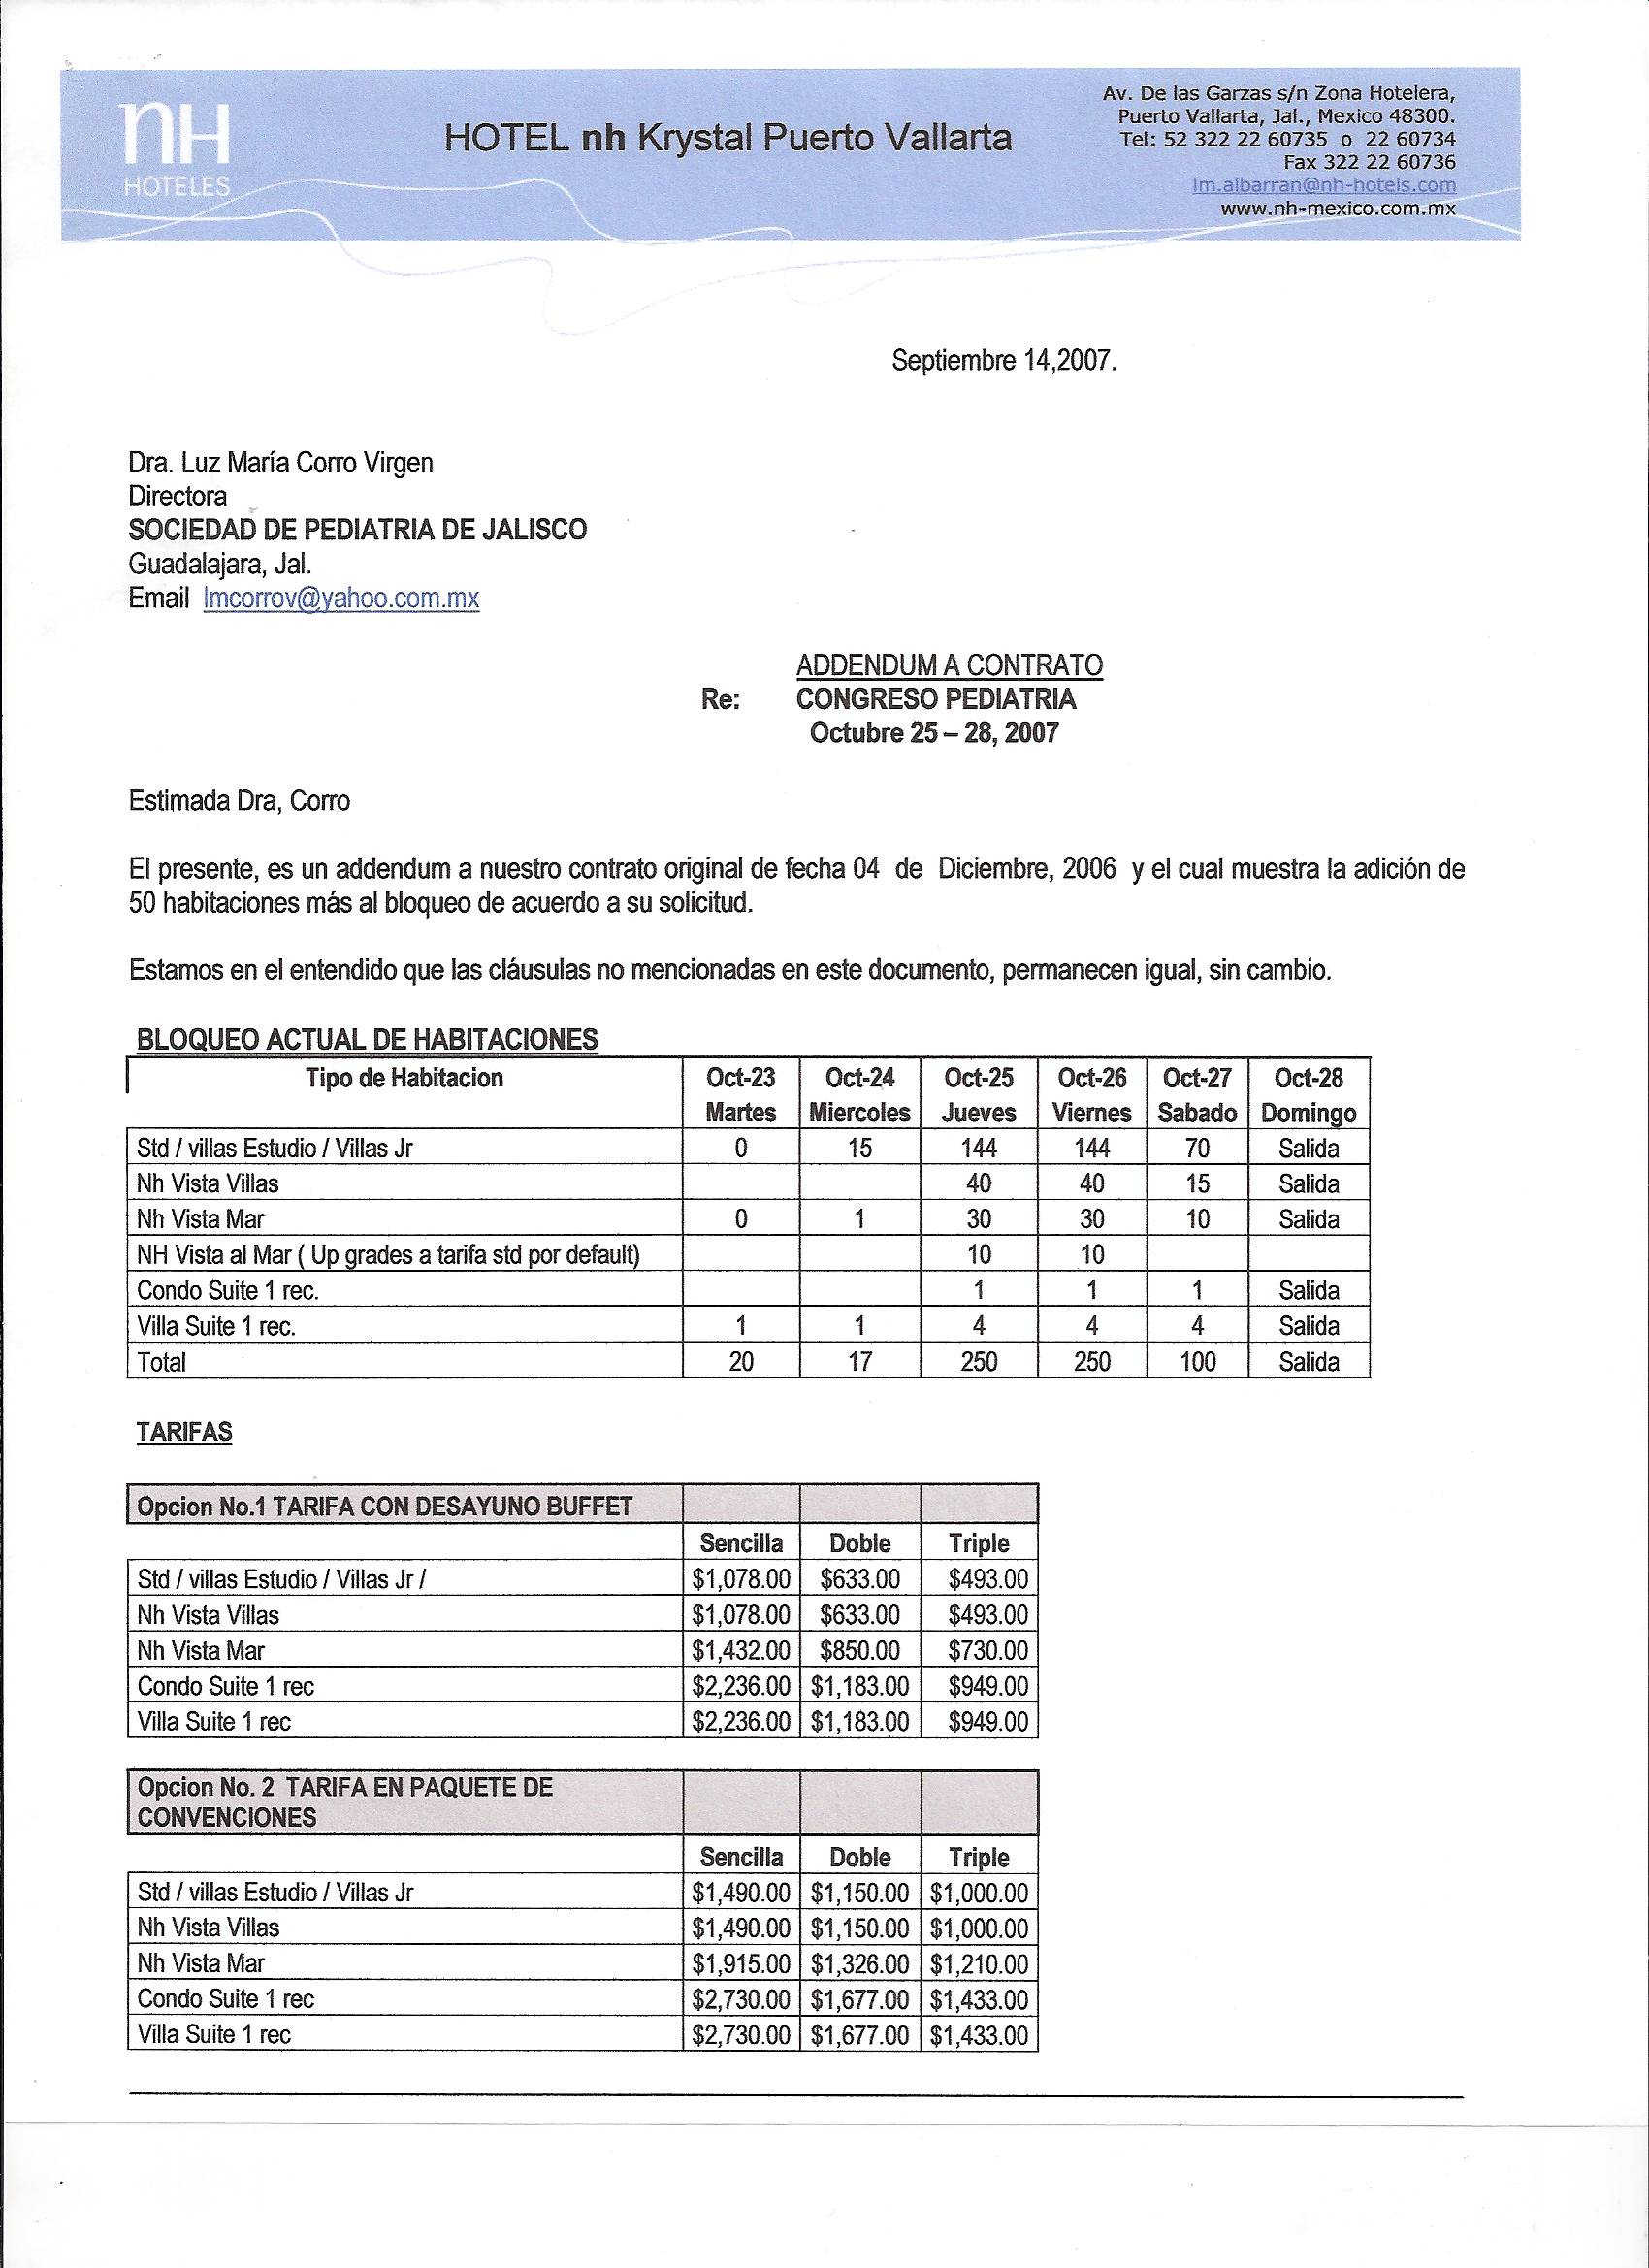 nH
HOTELES
HOTEL nh Krystal Puerto Vallarta
Av. De las Garzas s/n Zona Hotelera,
Puerto Vallarta, Jal., Mexico 48300.
Tel: 52 322 22 60735 o 22 60734
Fax 322 22 60736
lm.albarran@nh-hotels.com
www.nh-mexico.com.mx
Septiembre 14,2007.
Dra. Luz María Corro Virgen
Directora
SOCIEDAD DE PEDIATRIA DE JALISCO
Guadalajara, Jal.
Email lmcorrov@yahoo.com.mx
ADDENDUM A CONTRATO
Re: CONGRESO PEDIATRIA
Octubre 25 – 28, 2007
Estimada Dra, Corro
El presente, es un addendum a nuestro contrato original de fecha 04 de Diciembre, 2006 y el cual muestra la adición de
50 habitaciones más al bloqueo de acuerdo a su solicitud.
Estamos en el entendido que las cláusulas no mencionadas en este documento, permanecen igual, sin cambio.
BLOQUEO ACTUAL DE HABITACIONES
Tipo de Habitacion Oct-23 Oct-24 Oct-25 Oct-26 Oct-27 Oct-28
Martes Miercoles Jueves Viernes Sabado Domingo
Std / villas Estudio / Villas Jr 0 15 144 144 70 Salida
Nh Vista Villas 40 40 15 Salida
Nh Vista Mar 0 1 30 30 10 Salida
NH Vista al Mar ( Up grades a tarifa std por default) 10 10
Condo Suite 1 rec. 1 1 1 Salida
Villa Suite 1 rec. 1 1 4 4 4 Salida
Total 20 17 250 250 100 Salida
TARIFAS
Opcion No.1 TARIFA CON DESAYUNO BUFFET
Sencilla Doble Triple
Std / villas Estudio / Villas Jr / $1,078.00 $633.00 $493.00
Nh Vista Villas $1,078.00 $633.00 $493.00
Nh Vista Mar $1,432.00 $850.00 $730.00
Condo Suite 1 rec $2,236.00 $1,183.00 $949.00
Villa Suite 1 rec $2,236.00 $1,183.00 $949.00
Opcion No. 2 TARIFA EN PAQUETE DE
CONVENCIONES
Sencilla Doble Triple
Std / villas Estudio / Villas Jr $1,490.00 $1,150.00 $1,000.00
Nh Vista Villas $1,490.00 $1,150.00 $1,000.00
Nh Vista Mar $1,915.00 $1,326.00 $1,210.00
Condo Suite 1 rec $2,730.00 $1,677.00 $1,433.00
Villa Suite 1 rec $2,730.00 $1,677.00 $1,433.00